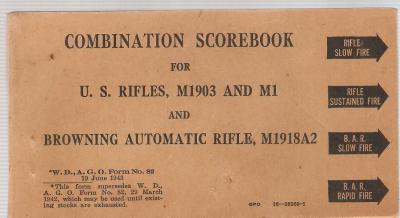 COMBINATION SCOREBOOK
FOR
U. S. RIFLES, M1903 AND M1
AND
BROWNING AUTOMATIC RIFLE, M1918A2
*W. D., A. G. O. Form No. 82
19 June 1943
*This form supersedes W. D.,
A. G. O. Form No. 82, 23 March
1942, which may be used until exist-
ing stocks are exhausted.
GPO
RIFLE
SLOW FIRE
RIFLE
SUSTAINED FIRE
B. A. R.
SLOW FIRE
B. A. R.
RAPID FIRE